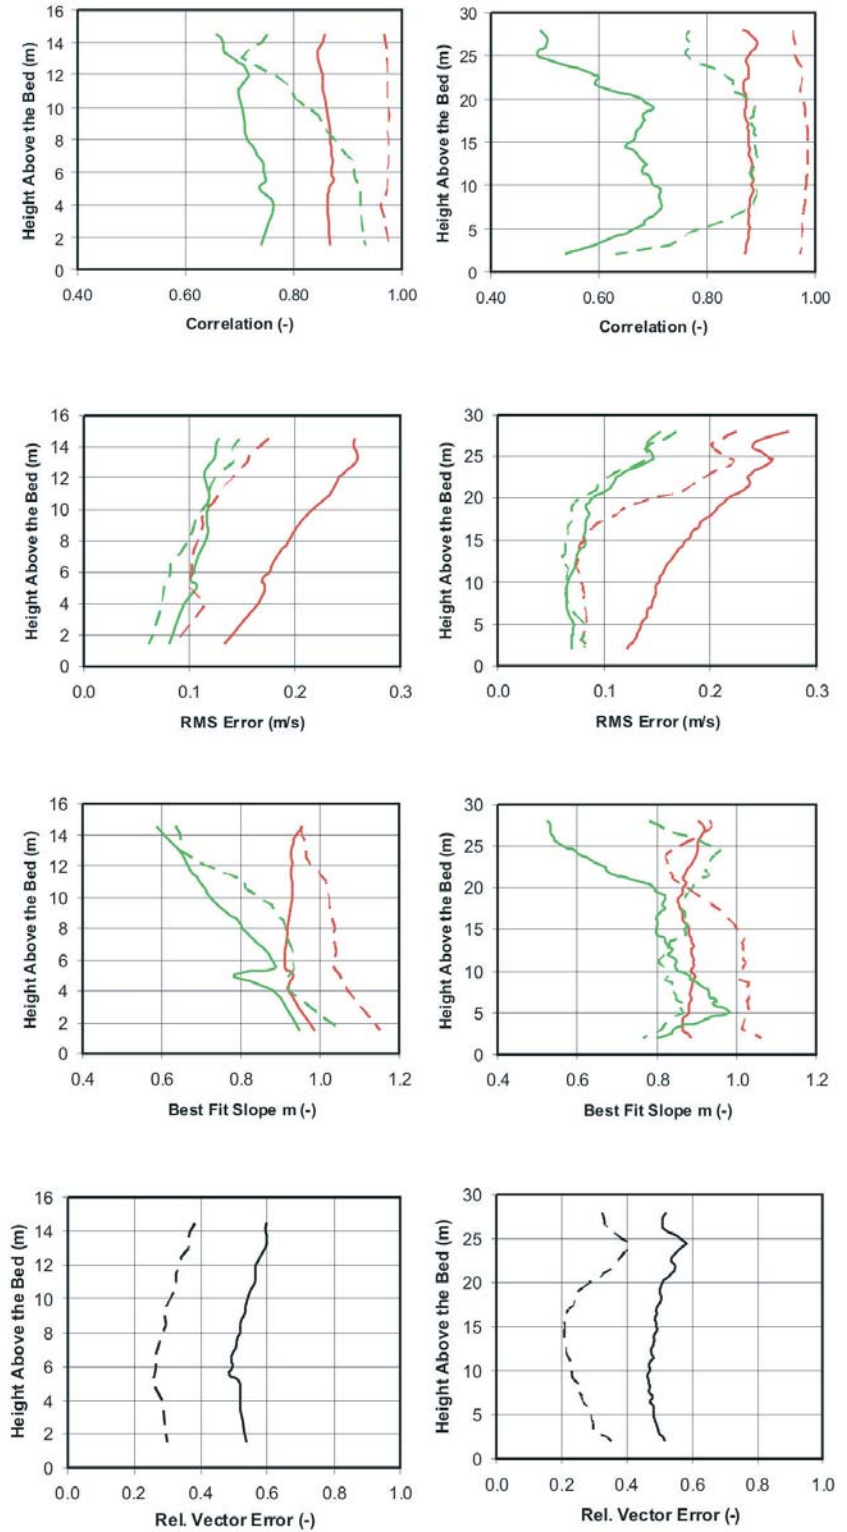 16
14
12
10
8
6
4
2
0
Height Above the Bed (m)
0.40 0.60 0.80 1.00
Correlation (-)
30
25
20
15
10
5
0
Height Above the Bed (m)
0.40 0.60 0.80 1.00
Correlation (-)
16
14
12
10
8
6
4
2
0
Height Above the Bed (m)
0.0 0.1 0.2 0.3
RMS Error (m/s)
30
25
20
15
10
5
0
Height Above the Bed (m)
0.0 0.1 0.2 0.3
RMS Error (m/s)
16
14
12
10
8
6
4
2
0
Height Above the Bed (m)
0.4 0.6 0.8 1.0 1.2
Best Fit Slope m (-)
30
25
20
15
10
5
0
Height Above the Bed (m)
0.4 0.6 0.8 1.0 1.2
Best Fit Slope m (-)
16
14
12
10
8
6
4
2
0
Height Above the Bed (m)
0.0 0.2 0.4 0.6 0.8 1.0
Rel. Vector Error (-)
30
25
20
15
10
5
0
Height Above the Bed (m)
0.0 0.2 0.4 0.6 0.8 1.0
Rel. Vector Error (-)